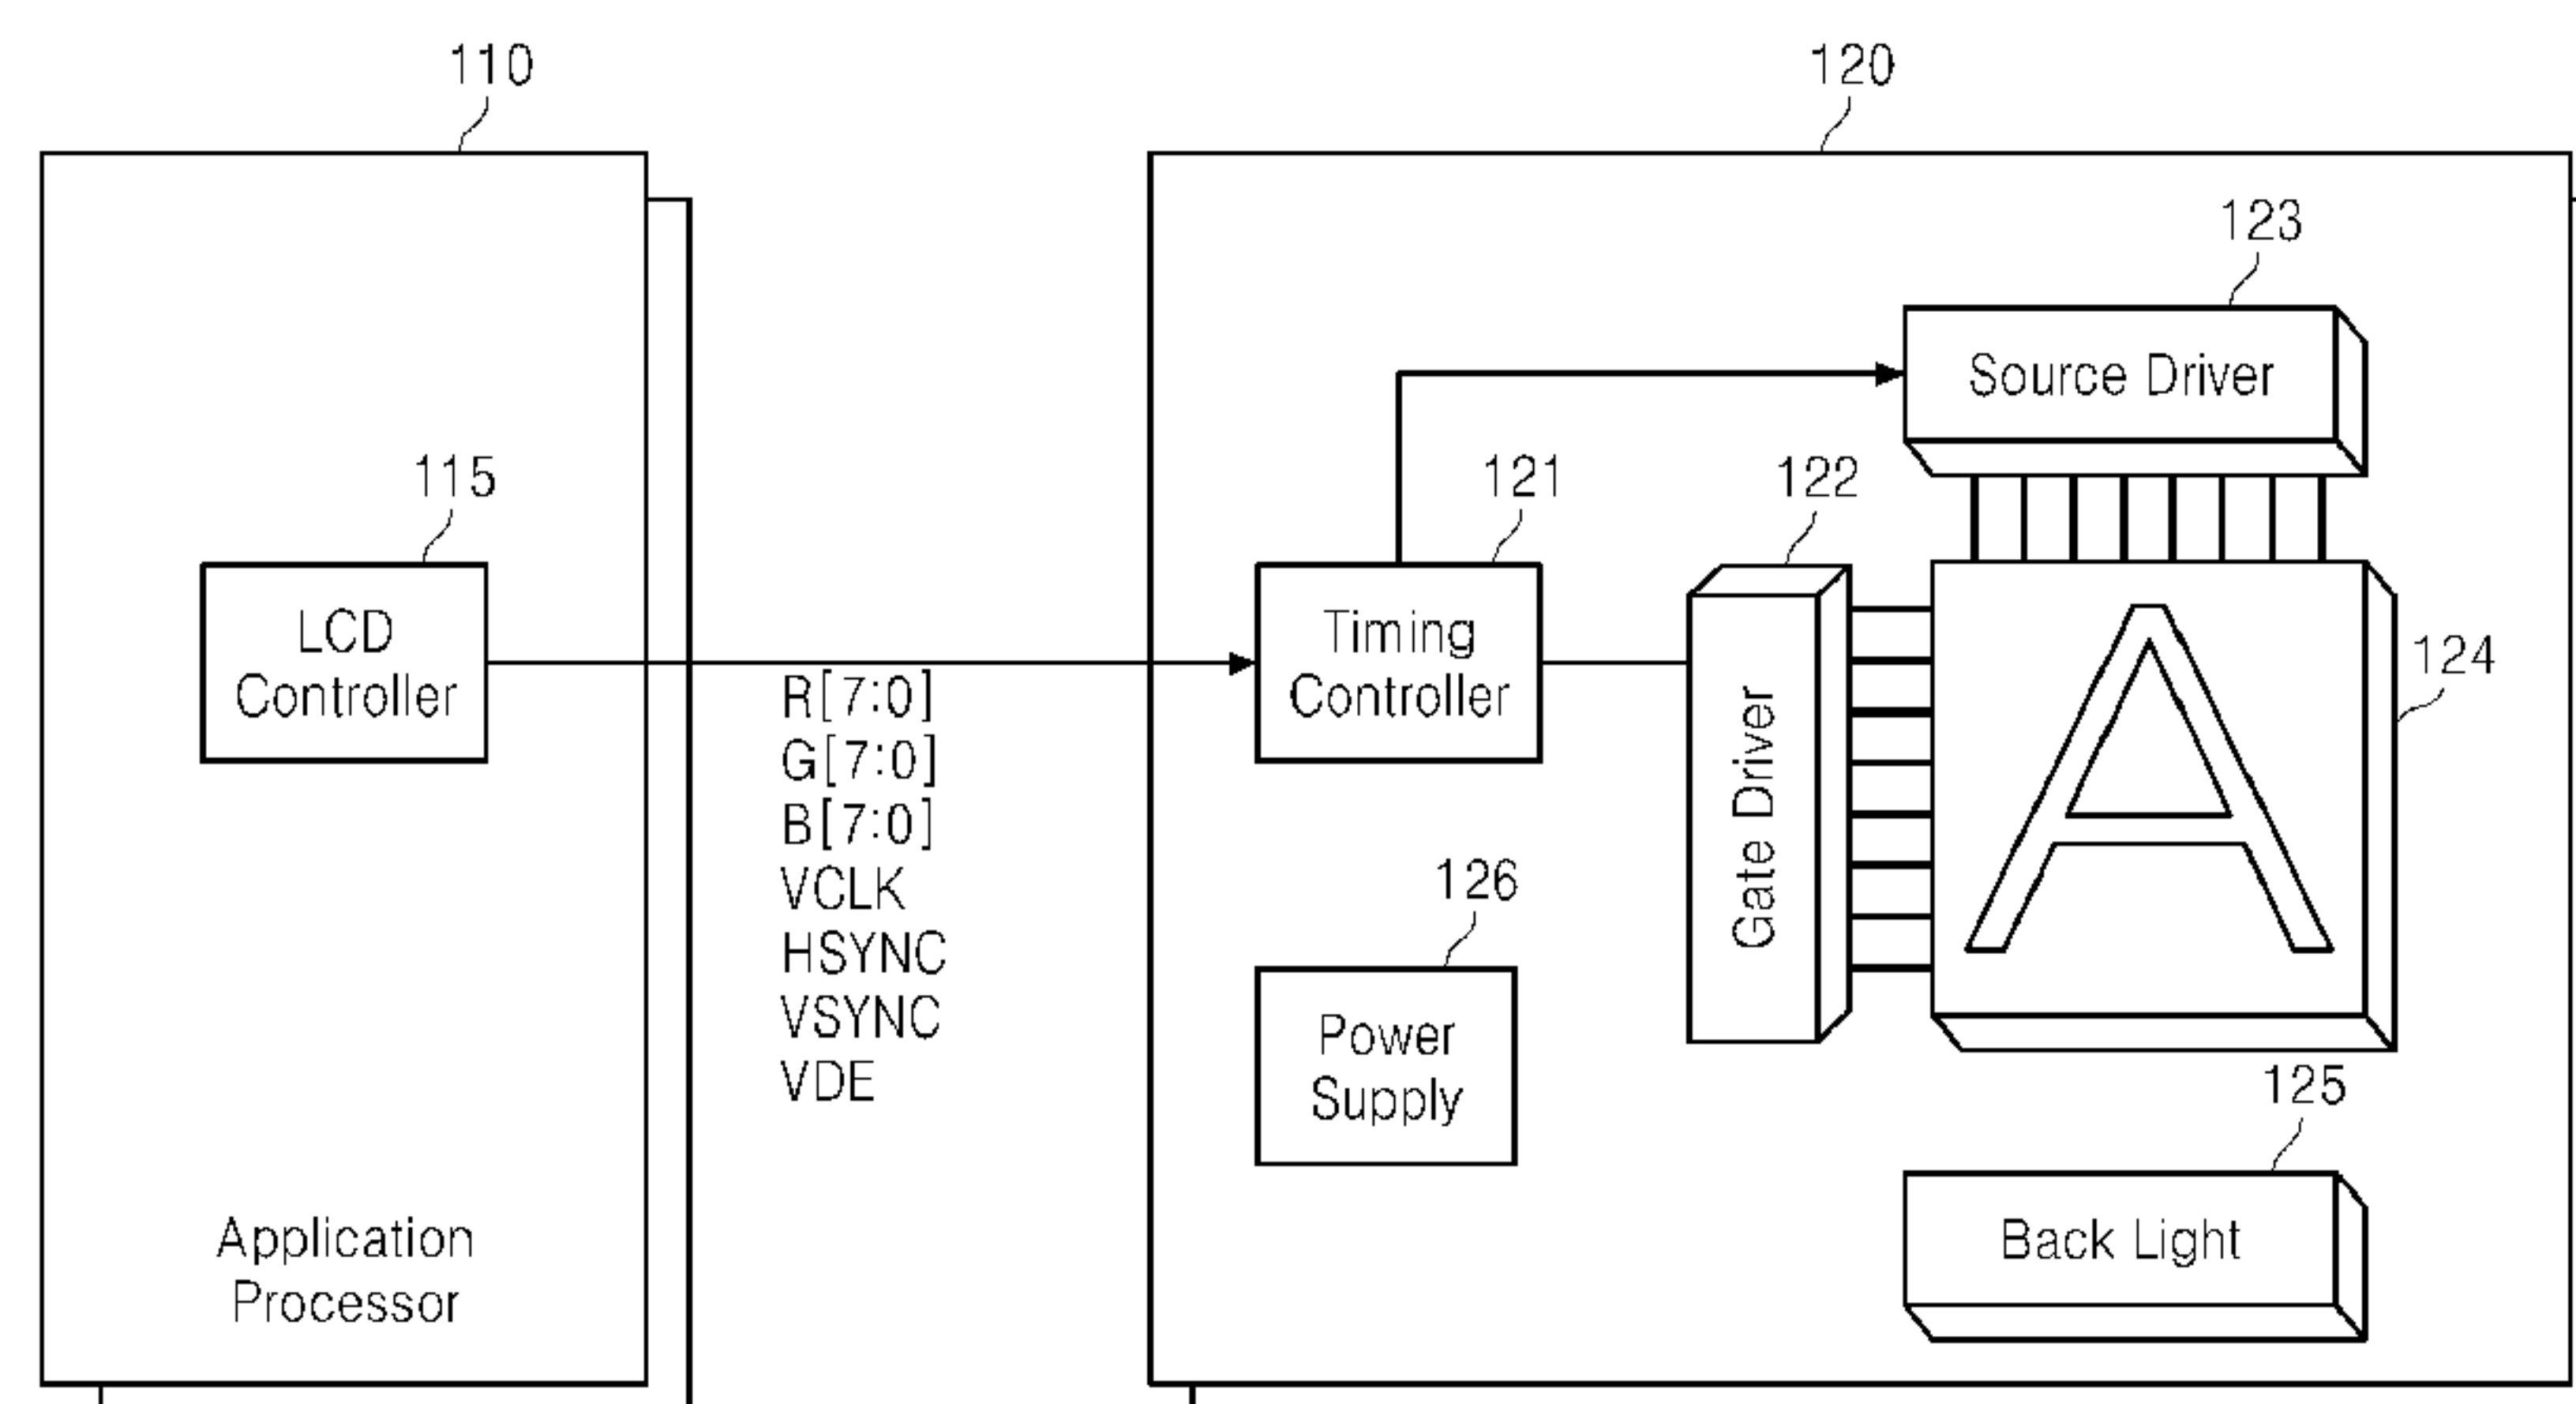 110
120
123
Source Driver
115
121
122
LCD
Controller
Timing
Controller
124
R[7:0]
G[7:0]
B[7:0]
VCLK
HSYNC
VSYNC
VDE
Gate Driver
A
126
Power
Supply
125
Back Light
Application
Processor